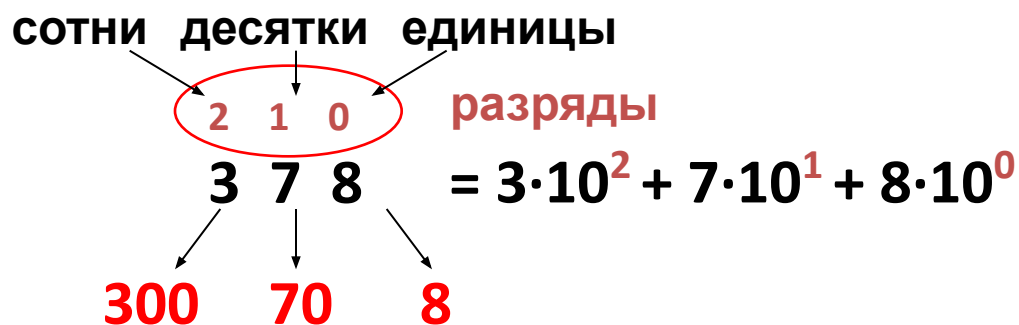 сотни десятки единицы
2 1 0 разряды
3 7 8 = 3·10² + 7·10¹ + 8·10⁰
300 70 8